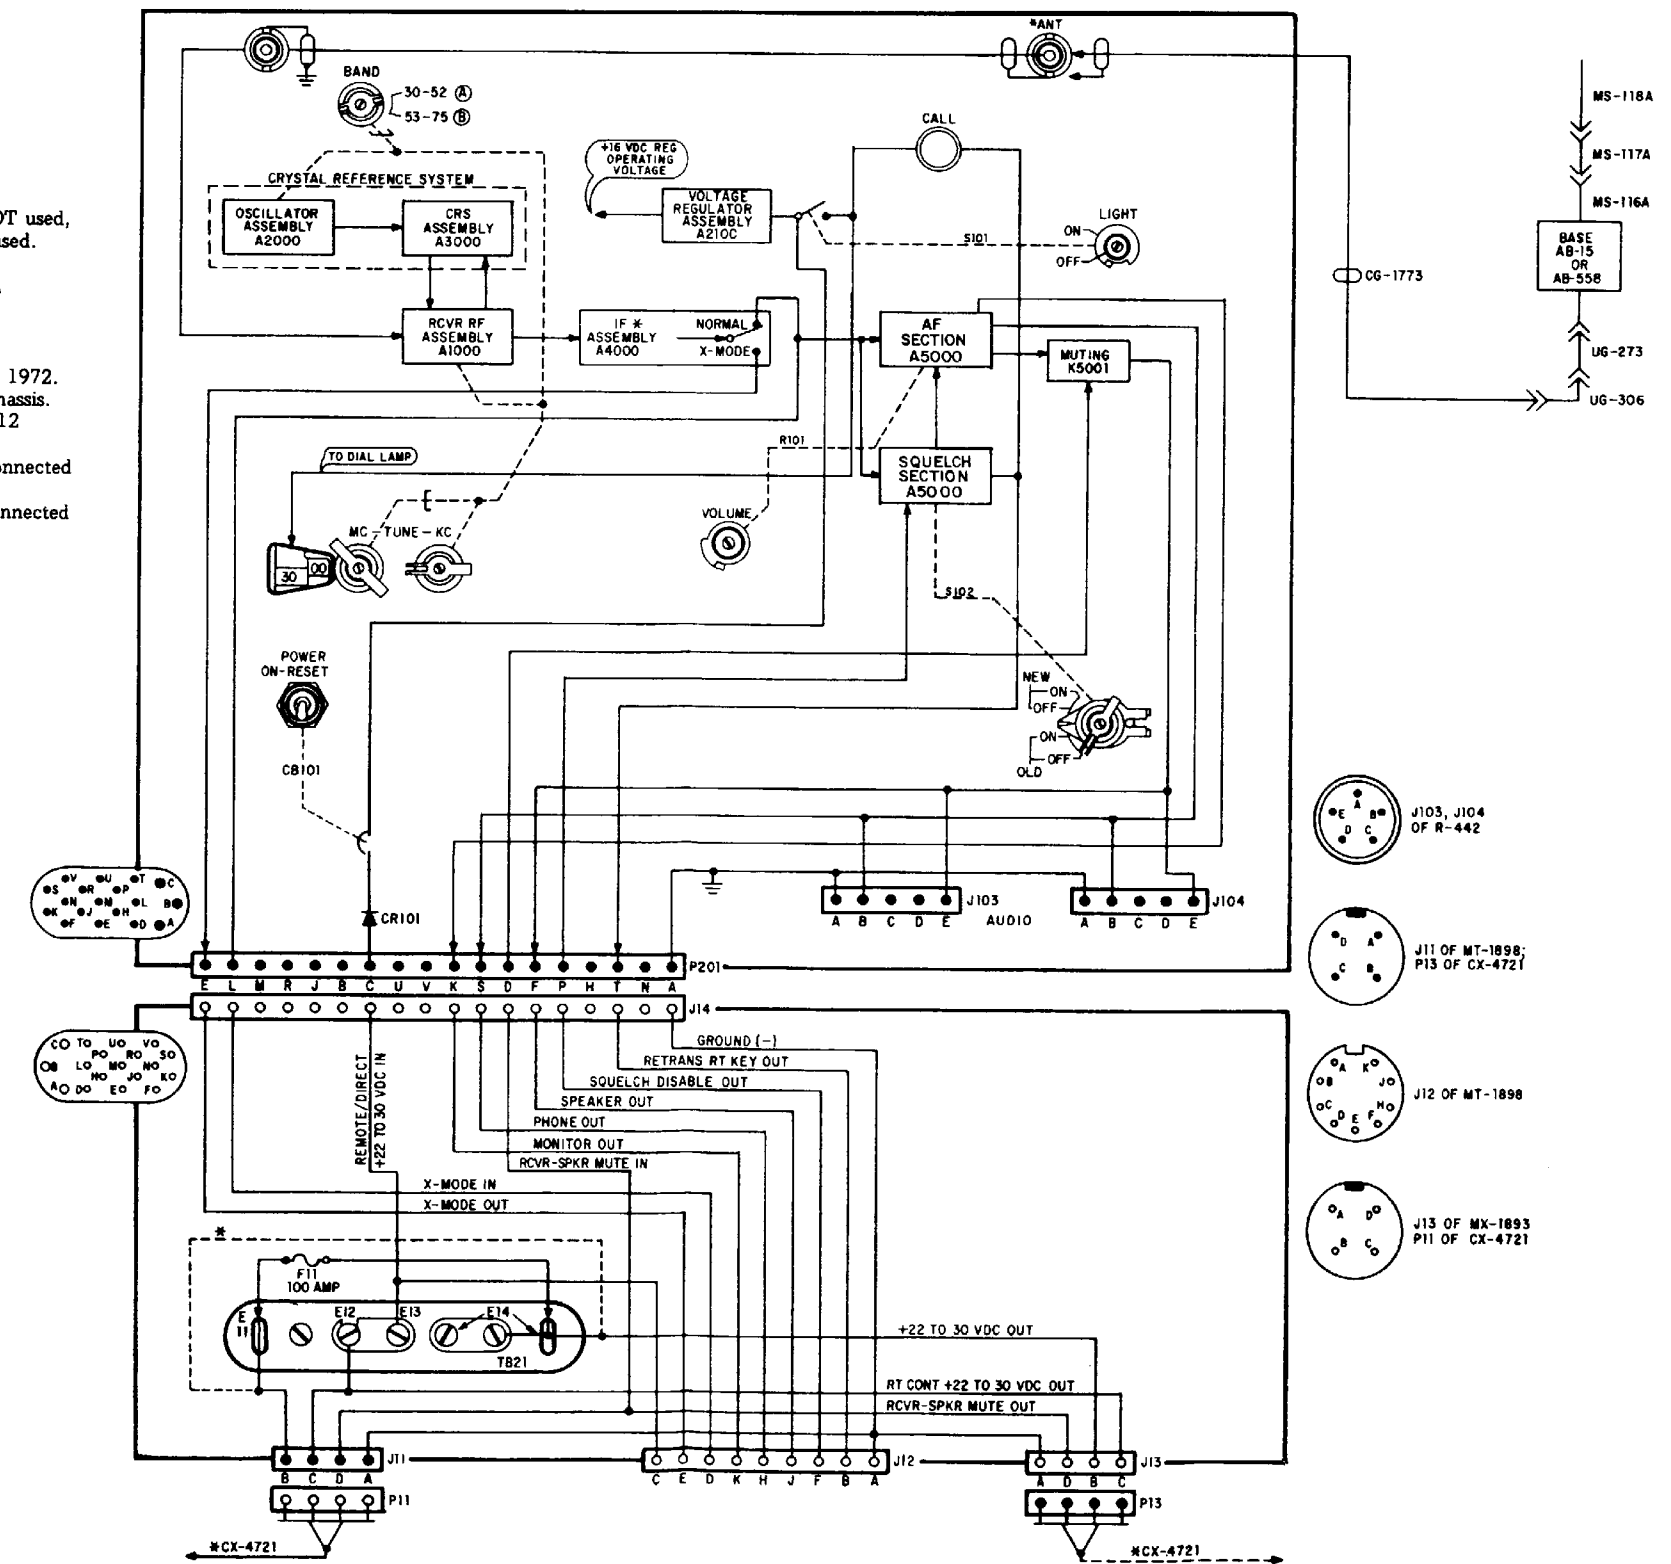 *ANT
BAND
30-52 Ⓐ
53-75 Ⓑ
MS-118A
MS-117A
MS-116A
CALL
+16 VDC REG
OPERATING
VOLTAGE
CRYSTAL REFERENCE SYSTEM
OSCILLATOR
ASSEMBLY
A2000
CRS
ASSEMBLY
A3000
VOLTAGE
REGULATOR
ASSEMBLY
A210C
S101
LIGHT
ON
OFF
BASE
AB-15
OR
AB-558
CG-1773
OT used,
used.
RCVR RF
ASSEMBLY
A1000
IF *
ASSEMBLY
A4000
NORMAL
X-MODE
AF
SECTION
A5000
MUTING
K5001
UG-273
UG-306
1972.
hassis.
12
onnected
nnected
R101
TO DIAL LAMP
SQUELCH
SECTION
A5000
VOLUME
MC-TUNE-KC
30 00
S102
POWER
ON-RESET
CB101
NEW
ON
OFF
ON
OFF
OLD
J103, J104
OF R-442
A
E B
D C
V U T C
S R P
N M L B
K J H
F E D A
CR101
J103
A B C D E
AUDIO
J104
A B C D E
P201
E L M R J B C U V K S D F P H T N A
J14
D A
C B
J11 OF MT-1898;
P13 OF CX-4721
C T U V
P R S
B L M N
H J K
A D E F
REMOTE/DIRECT
+22 TO 30 VDC IN
GROUND (-)
RETRANS RT KEY OUT
SQUELCH DISABLE OUT
SPEAKER OUT
PHONE OUT
MONITOR OUT
RCVR-SPKR MUTE IN
X-MODE IN
X-MODE OUT
A K
B J
C H
D E F
J12 OF MT-1898
A D
B C
J13 OF MX-1893
P11 OF CX-4721
*
F11
100 AMP
E
11
E12
E13
E14
TB21
+22 TO 30 VDC OUT
RT CONT +22 TO 30 VDC OUT
RCVR-SPKR MUTE OUT
J11
B C D A
P11
*CX-4721
J12
C E D K H J F B A
J13
A D B C
P13
*CX-4721